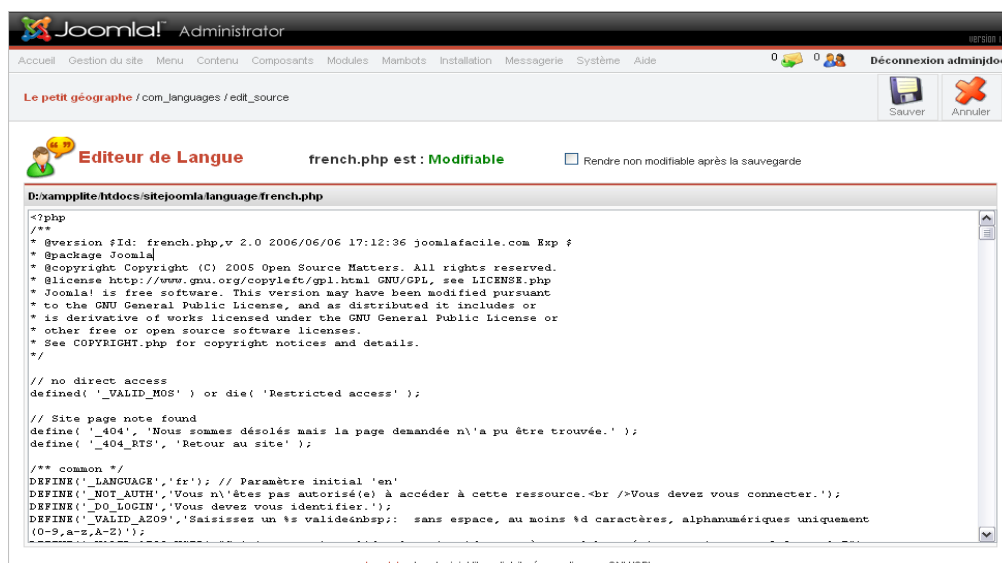 Joomla! Administrator
version
Accueil Gestion du site Menu Contenu Composants Modules Mambots Installation Messagerie Système Aide 0 0 Déconnexion adminjdoc
Le petit géographe / com_languages / edit_source
Sauver Annuler
Editeur de Langue french.php est : Modifiable Rendre non modifiable après la sauvegarde
D:/xampplite/htdocs/sitejoomla/language/french.php
<?php
/**
* @version $Id: french.php,v 2.0 2006/06/06 17:12:36 joomlafacile.com Exp $
* @package Joomla
* @copyright Copyright (C) 2005 Open Source Matters. All rights reserved.
* @license http://www.gnu.org/copyleft/gpl.html GNU/GPL, see LICENSE.php
* Joomla! is free software. This version may have been modified pursuant
* to the GNU General Public License, and as distributed it includes or
* is derivative of works licensed under the GNU General Public License or
* other free or open source software licenses.
* See COPYRIGHT.php for copyright notices and details.
*/
// no direct access
defined( '_VALID_MOS' ) or die( 'Restricted access' );
// Site page note found
define( '_404', 'Nous sommes désolés mais la page demandée n\'a pu être trouvée.' );
define( '_404_RTS', 'Retour au site' );
/** common */
DEFINE('_LANGUAGE','fr'); // Paramètre initial 'en'
DEFINE('_NOT_AUTH','Vous n\'êtes pas autorisé(e) à accéder à cette ressource.<br />Vous devez vous connecter.');
DEFINE('_DO_LOGIN','Vous devez vous identifier.');
DEFINE('_VALID_AZ09','Saisissez un %s valide&nbsp;: sans espace, au moins %d caractères, alphanumériques uniquement
(0-9,a-z,A-Z)');